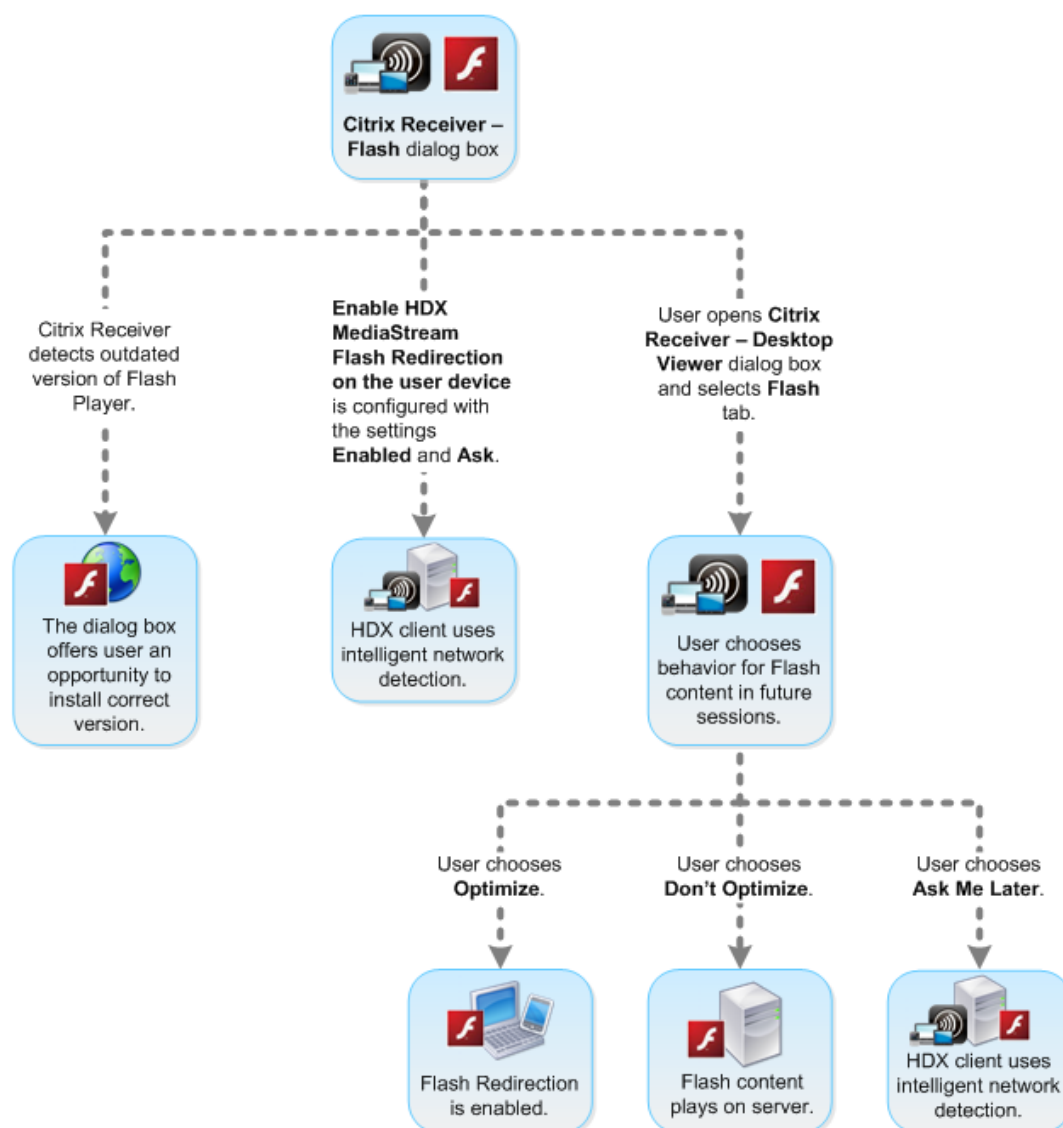 Citrix Receiver –
Flash dialog box
Citrix Receiver
detects outdated
version of Flash
Player.
Enable HDX
MediaStream
Flash Redirection
on the user device
is configured with
the settings
Enabled and Ask.
User opens Citrix
Receiver – Desktop
Viewer dialog box
and selects Flash
tab.
The dialog box
offers user an
opportunity to
install correct
version.
HDX client uses
intelligent network
detection.
User chooses
behavior for Flash
content in future
sessions.
User chooses
Optimize.
User chooses
Don't Optimize.
User chooses
Ask Me Later.
Flash Redirection
is enabled.
Flash content
plays on server.
HDX client uses
intelligent network
detection.